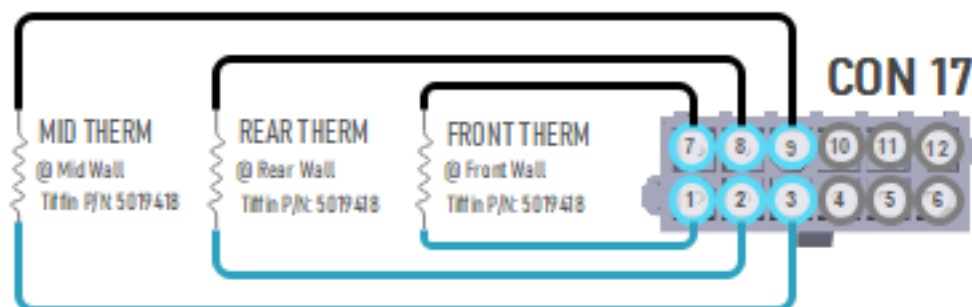 CON 17
MID THERM
@ Mid Wall
Tiffin P/N: 5019418
REAR THERM
@ Rear Wall
Tiffin P/N: 5019418
FRONT THERM
@ Front Wall
Tiffin P/N: 5019418
7 8 9 10 11 12
1 2 3 4 5 6